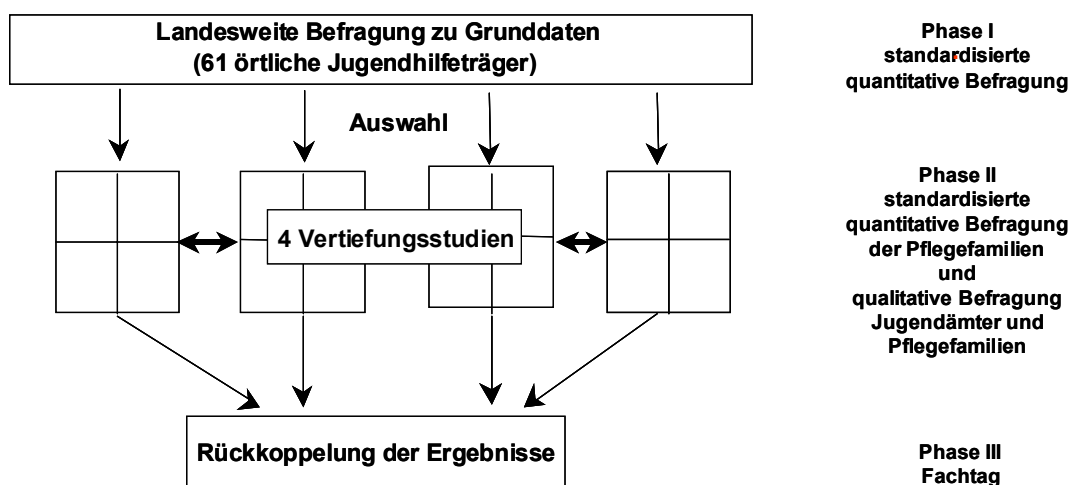 Landesweite Befragung zu Grunddaten
(61 örtliche Jugendhilfeträger)
Phase I
standardisierte
quantitative Befragung
Auswahl
4 Vertiefungsstudien
Phase II
standardisierte
quantitative Befragung
der Pflegefamilien
und
qualitative Befragung
Jugendämter und
Pflegefamilien
Rückkoppelung der Ergebnisse
Phase III
Fachtag